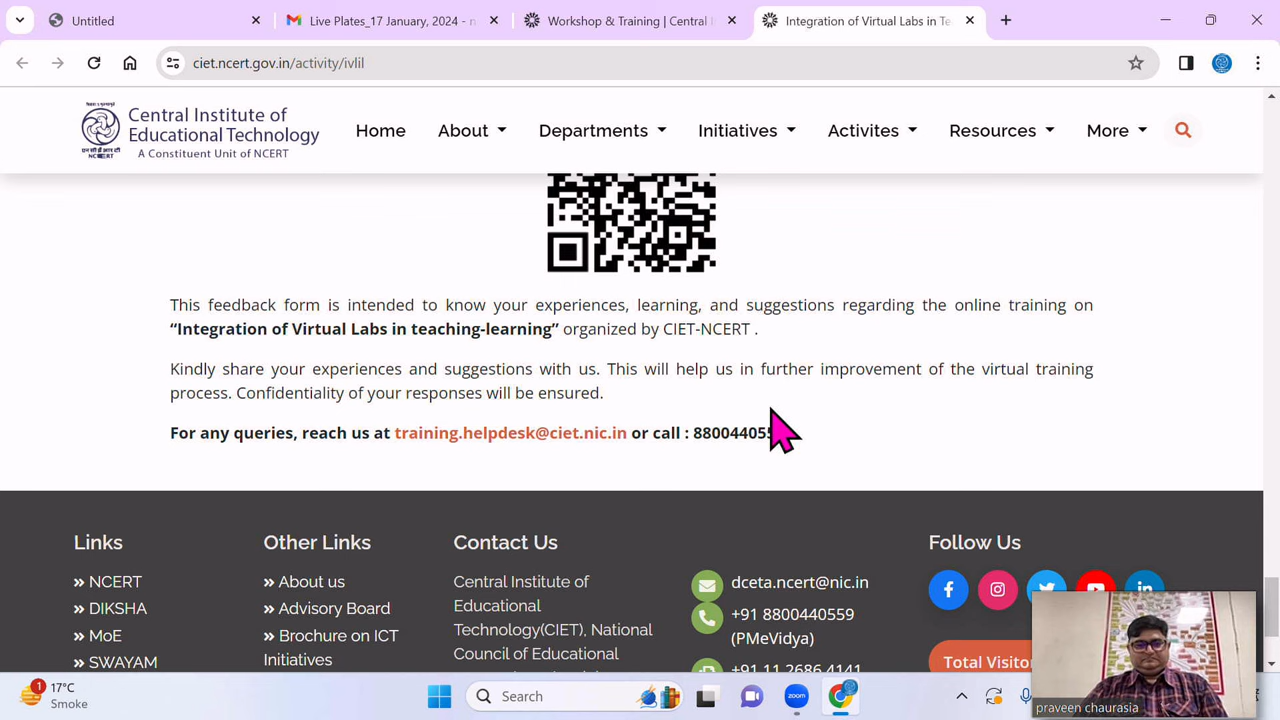 Untitled
Live Plates_17 January, 2024 - n
Workshop & Training | Central I
Integration of Virtual Labs in Te
ciet.ncert.gov.in/activity/ivlil
Central Institute of
Educational Technology
A Constituent Unit of NCERT
Home About Departments Initiatives Activites Resources More
This feedback form is intended to know your experiences, learning, and suggestions regarding the online training on
“Integration of Virtual Labs in teaching-learning” organized by CIET-NCERT .
Kindly share your experiences and suggestions with us. This will help us in further improvement of the virtual training
process. Confidentiality of your responses will be ensured.
For any queries, reach us at training.helpdesk@ciet.nic.in or call :
Links
» NCERT
» DIKSHA
» MoE
» SWAYAM
Other Links
» About us
» Advisory Board
» Brochure on ICT
Initiatives
Contact Us
Central Institute of
Educational
Technology(CIET), National
Council of Educational
dceta.ncert@nic.in
+91 8800440559
(PMeVidya)
+91 11 2686 4141
Follow Us
Total Visitor
praveen chaurasia
1
17°C
Smoke
Search
zoom